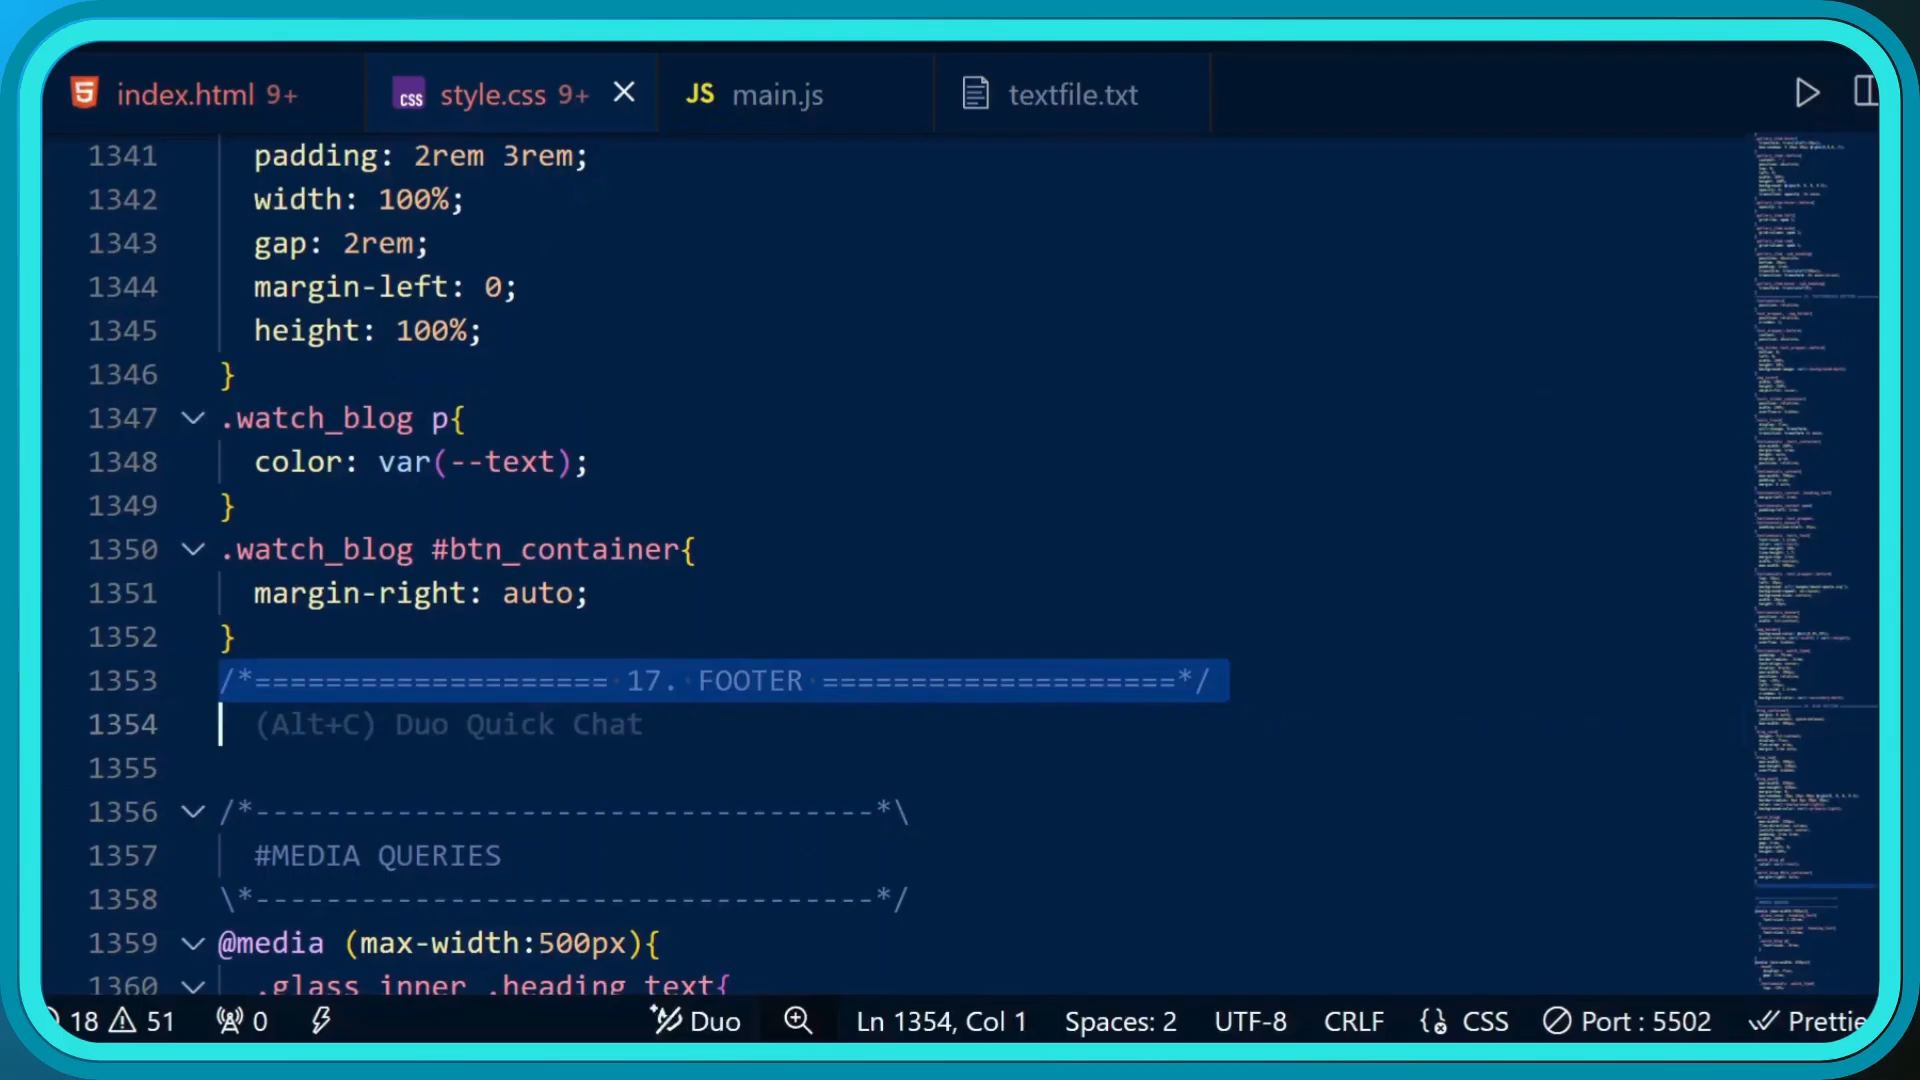 index.html 9+
style.css 9+
JS main.js
textfile.txt
1341 padding: 2rem 3rem;
1342 width: 100%;
1343 gap: 2rem;
1344 margin-left: 0;
1345 height: 100%;
1346 }
1347 .watch_blog p{
1348 color: var(--text);
1349 }
1350 .watch_blog #btn_container{
1351 margin-right: auto;
1352 }
1353 /*==================== 17. FOOTER ====================*/
1354 (Alt+C) Duo Quick Chat
1355
1356 /*-----------------------------------*\
1357 #MEDIA QUERIES
1358 \*-----------------------------------*/
1359 @media (max-width:500px){
1360 .glass_inner .heading_text{
18 51 0 Duo Ln 1354, Col 1 Spaces: 2 UTF-8 CRLF CSS Port : 5502 Prettie